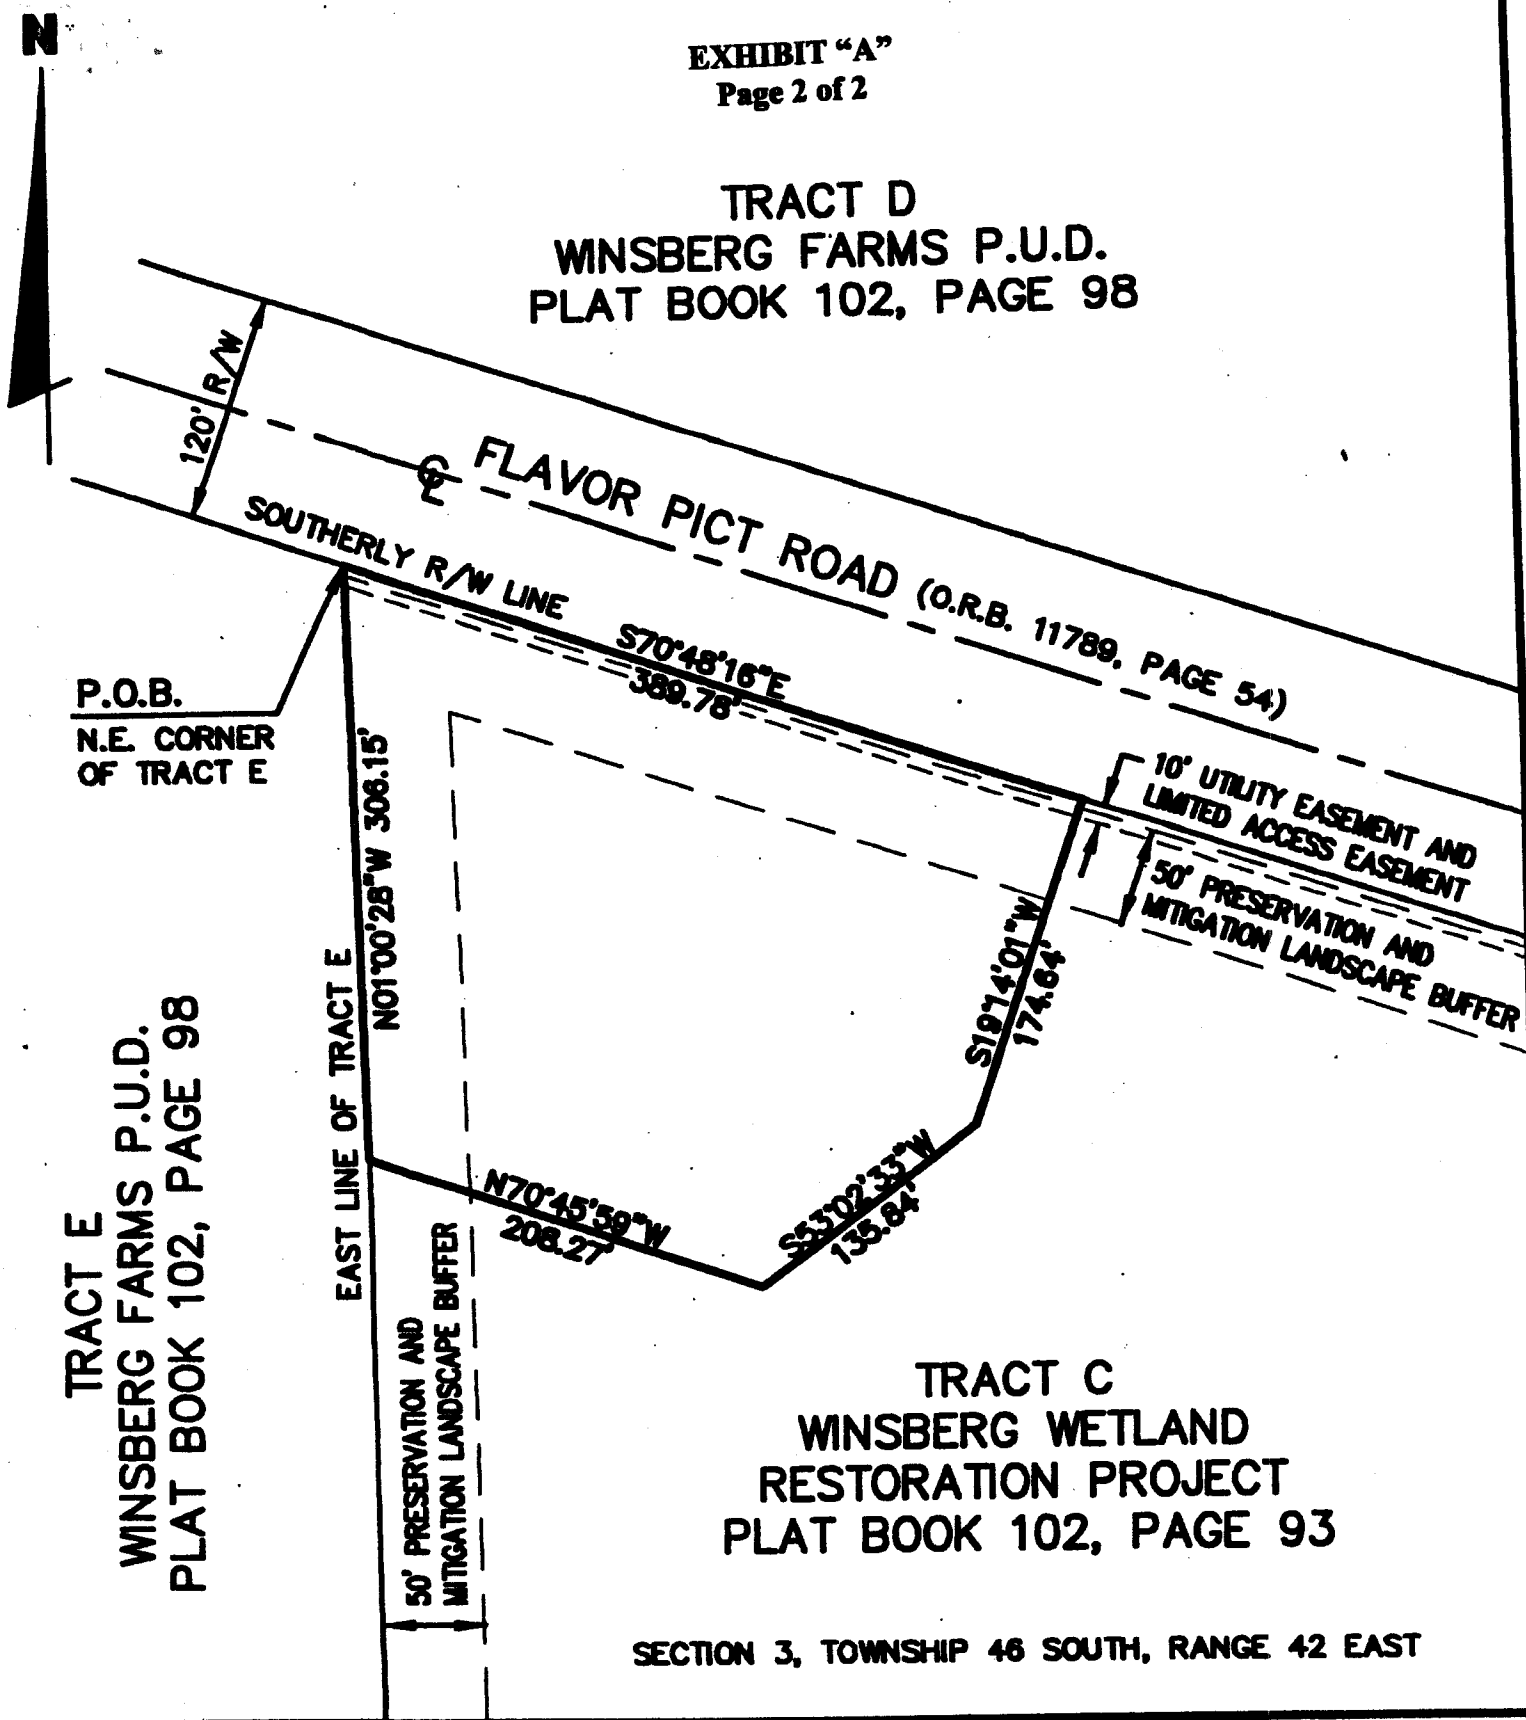 N
EXHIBIT “A”
Page 2 of 2
TRACT D
WINSBERG FARMS P.U.D.
PLAT BOOK 102, PAGE 98
120' R/W
℄ FLAVOR PICT ROAD (O.R.B. 11789, PAGE 54)
SOUTHERLY R/W LINE
S70°48'16"E
389.78'
P.O.B.
N.E. CORNER
OF TRACT E
10' UTILITY EASEMENT AND
LIMITED ACCESS EASEMENT
50' PRESERVATION AND
MITIGATION LANDSCAPE BUFFER
N01°00'28"W 306.15'
EAST LINE OF TRACT E
S19°14'01"W
174.64'
S53°02'33"W
135.84'
N70°45'59"W
208.27'
TRACT E
WINSBERG FARMS P.U.D.
PLAT BOOK 102, PAGE 98
50' PRESERVATION AND
MITIGATION LANDSCAPE BUFFER
TRACT C
WINSBERG WETLAND
RESTORATION PROJECT
PLAT BOOK 102, PAGE 93
SECTION 3, TOWNSHIP 46 SOUTH, RANGE 42 EAST